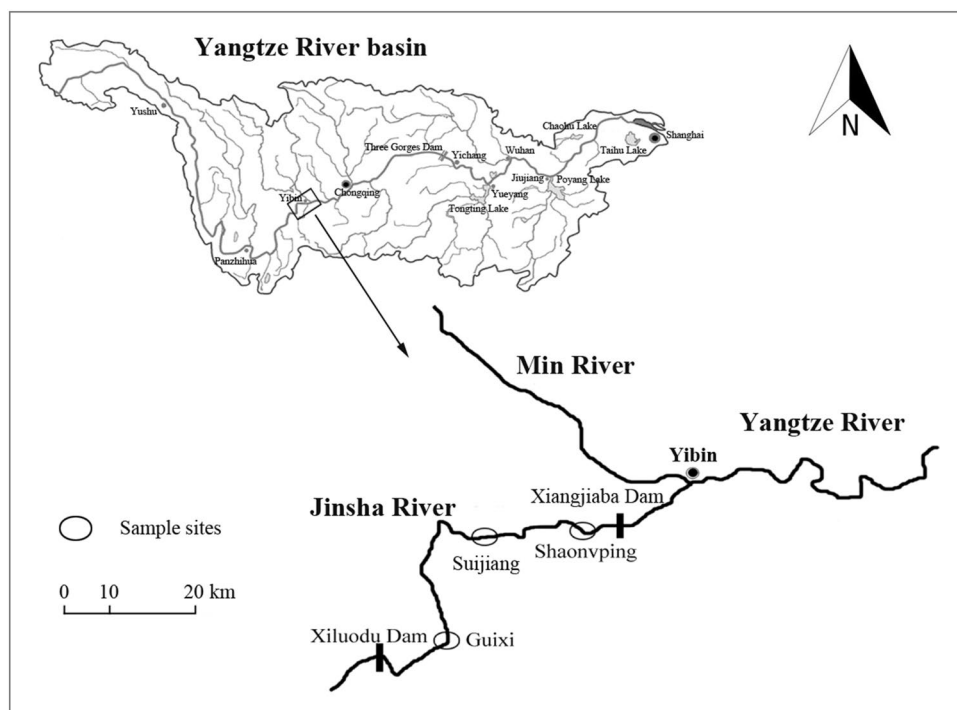 Yangtze River basin
Yushu
Three Gorges Dam
Yichang
Wuhan
Chaohu Lake
Shanghai
Taihu Lake
Jiujiang
Poyang Lake
Yibin
Chongqing
Yueyang
Tongting Lake
Panzhihua
N
Min River
Yangtze River
Yibin
Xiangjiaba Dam
Jinsha River
Sample sites
Suijiang
Shaonvping
0 10 20 km
Xiluodu Dam
Guixi